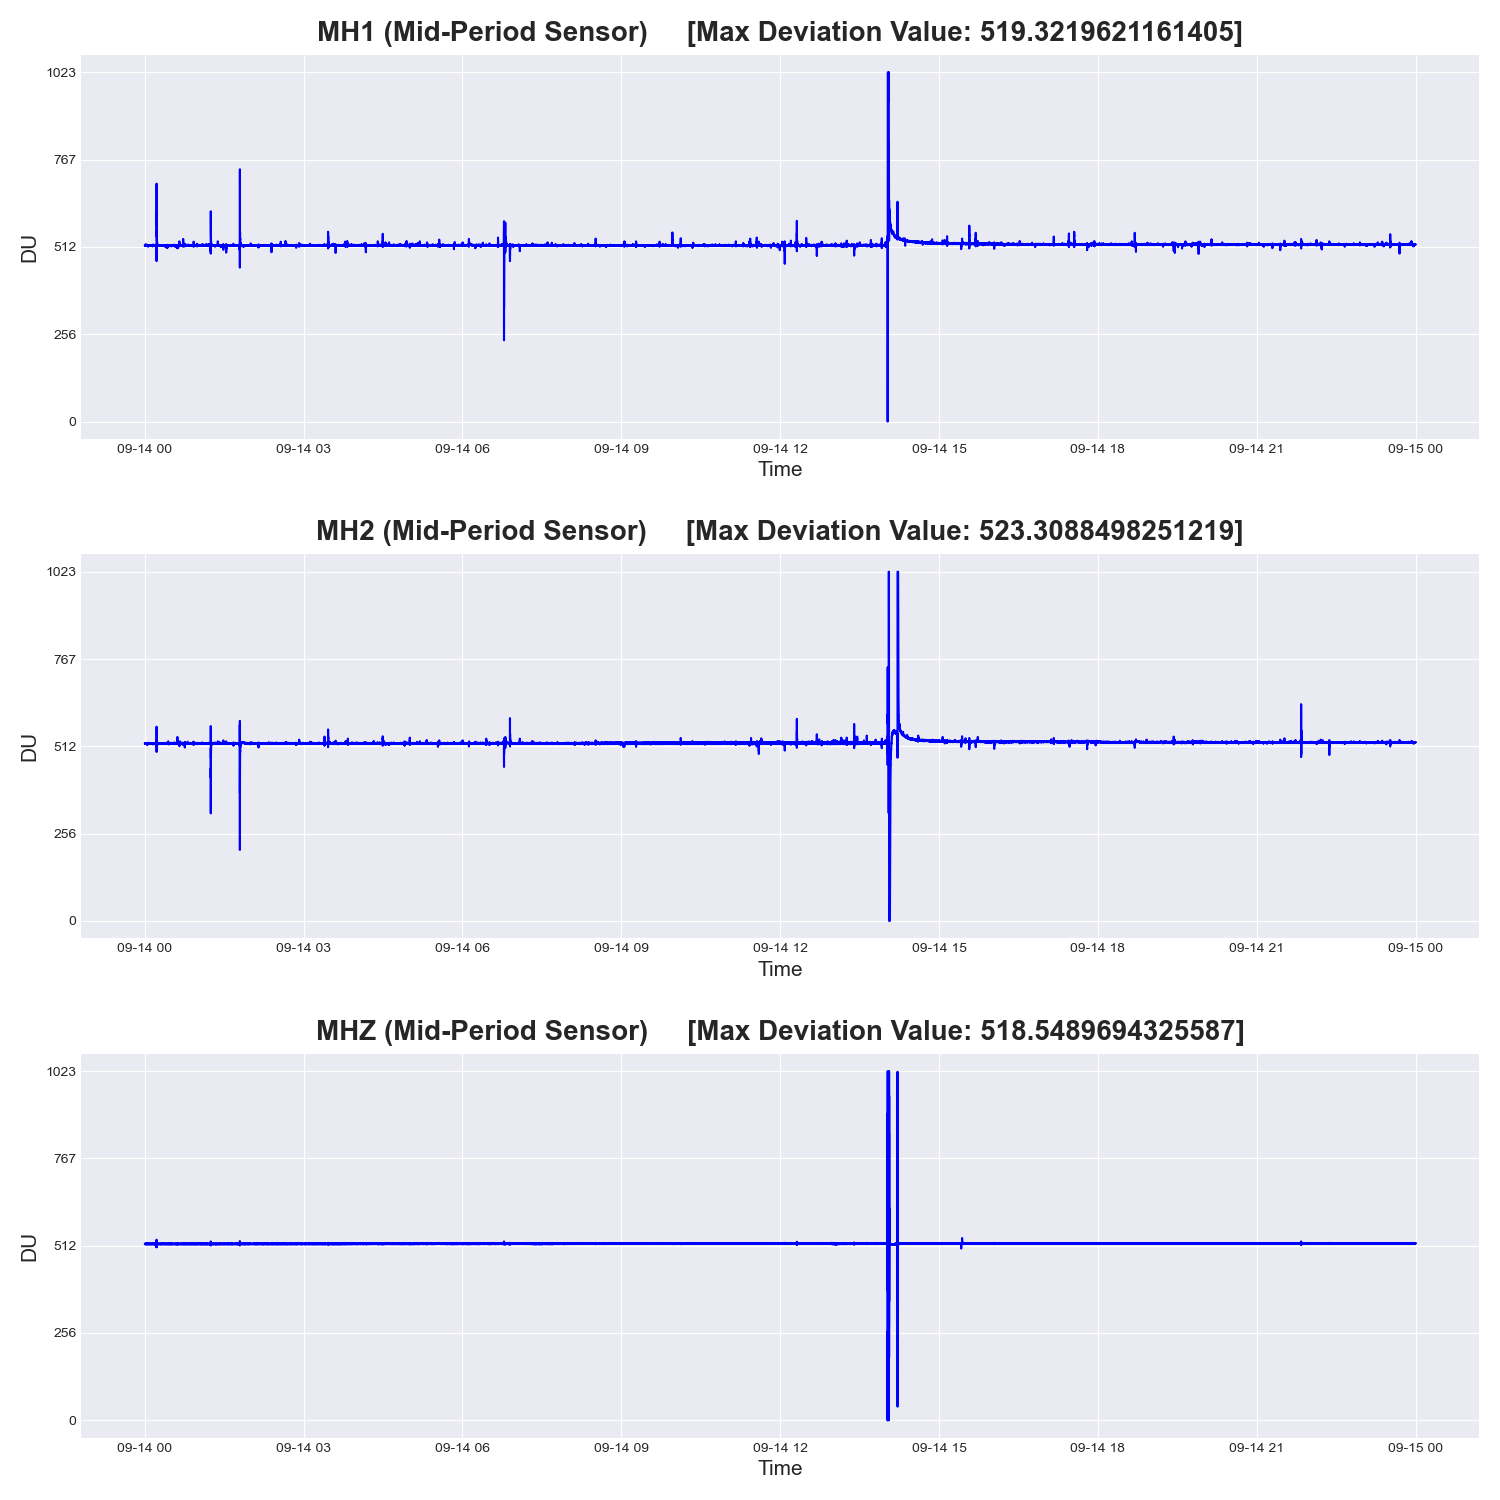 MH1 (Mid-Period Sensor) [Max Deviation Value: 519.3219621161405]
1023
767
512
256
0
DU
09-14 00 09-14 03 09-14 06 09-14 09 09-14 12 09-14 15 09-14 18 09-14 21 09-15 00
Time
MH2 (Mid-Period Sensor) [Max Deviation Value: 523.3088498251219]
1023
767
512
256
0
DU
09-14 00 09-14 03 09-14 06 09-14 09 09-14 12 09-14 15 09-14 18 09-14 21 09-15 00
Time
MHZ (Mid-Period Sensor) [Max Deviation Value: 518.5489694325587]
1023
767
512
256
0
DU
09-14 00 09-14 03 09-14 06 09-14 09 09-14 12 09-14 15 09-14 18 09-14 21 09-15 00
Time